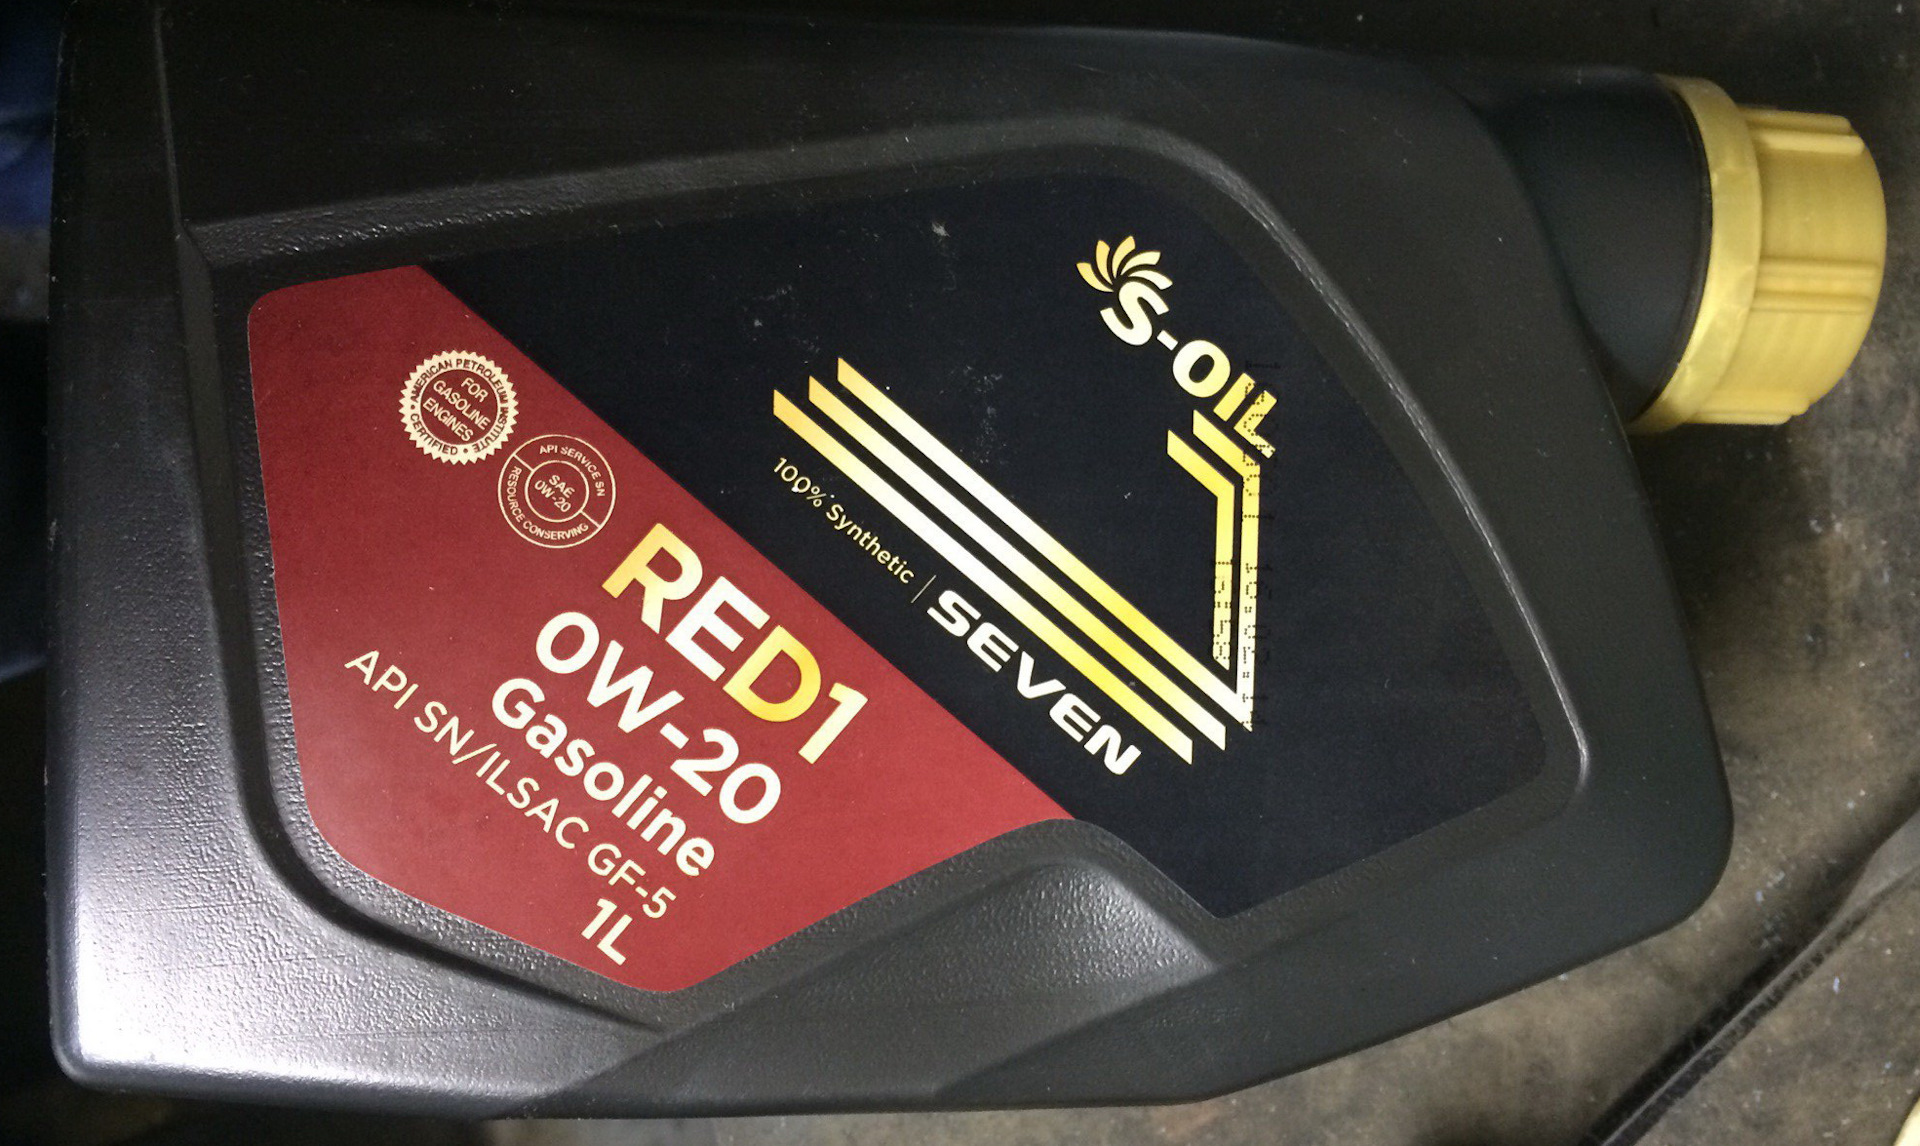 S-OIL
100% Synthetic | SEVEN
AMERICAN PETROLEUM INSTITUTE
FOR
GASOLINE
ENGINES
CERTIFIED
API SERVICE SN
SAE
0W-20
RESOURCE CONSERVING
RED1
0W-20
Gasoline
API SN/ILSAC GF-5
1L